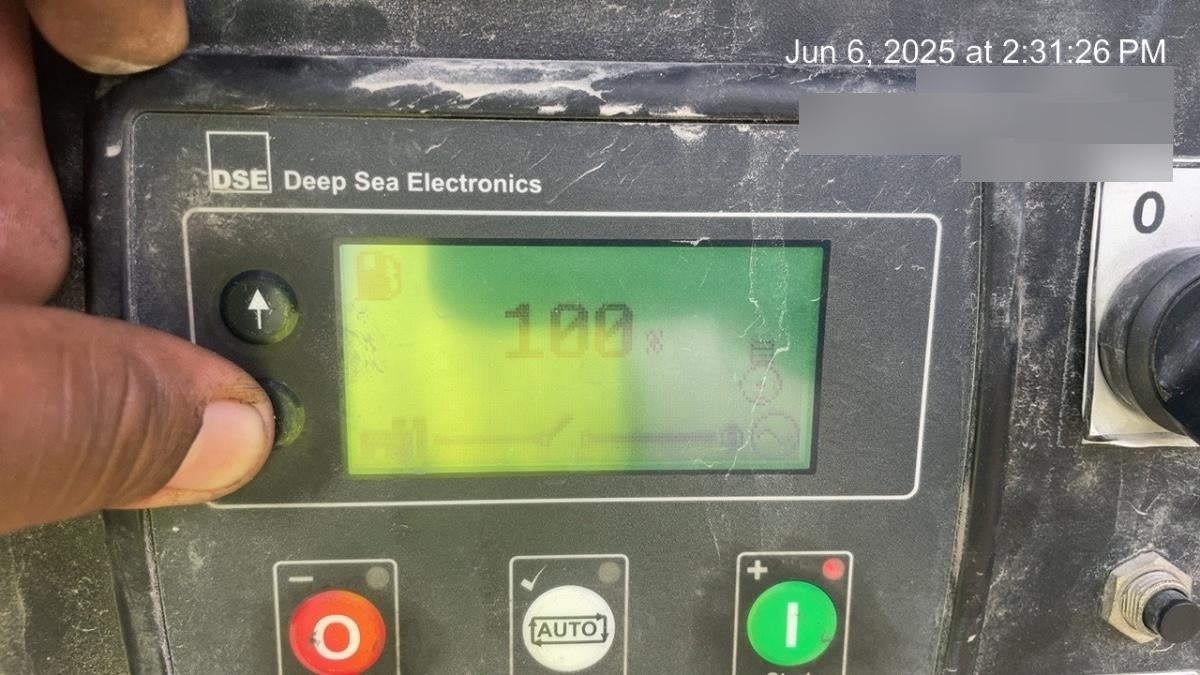 Jun 6, 2025 at 2:31:26 PM
DSE Deep Sea Electronics
0
100 %
− ✓ +
O AUTO I